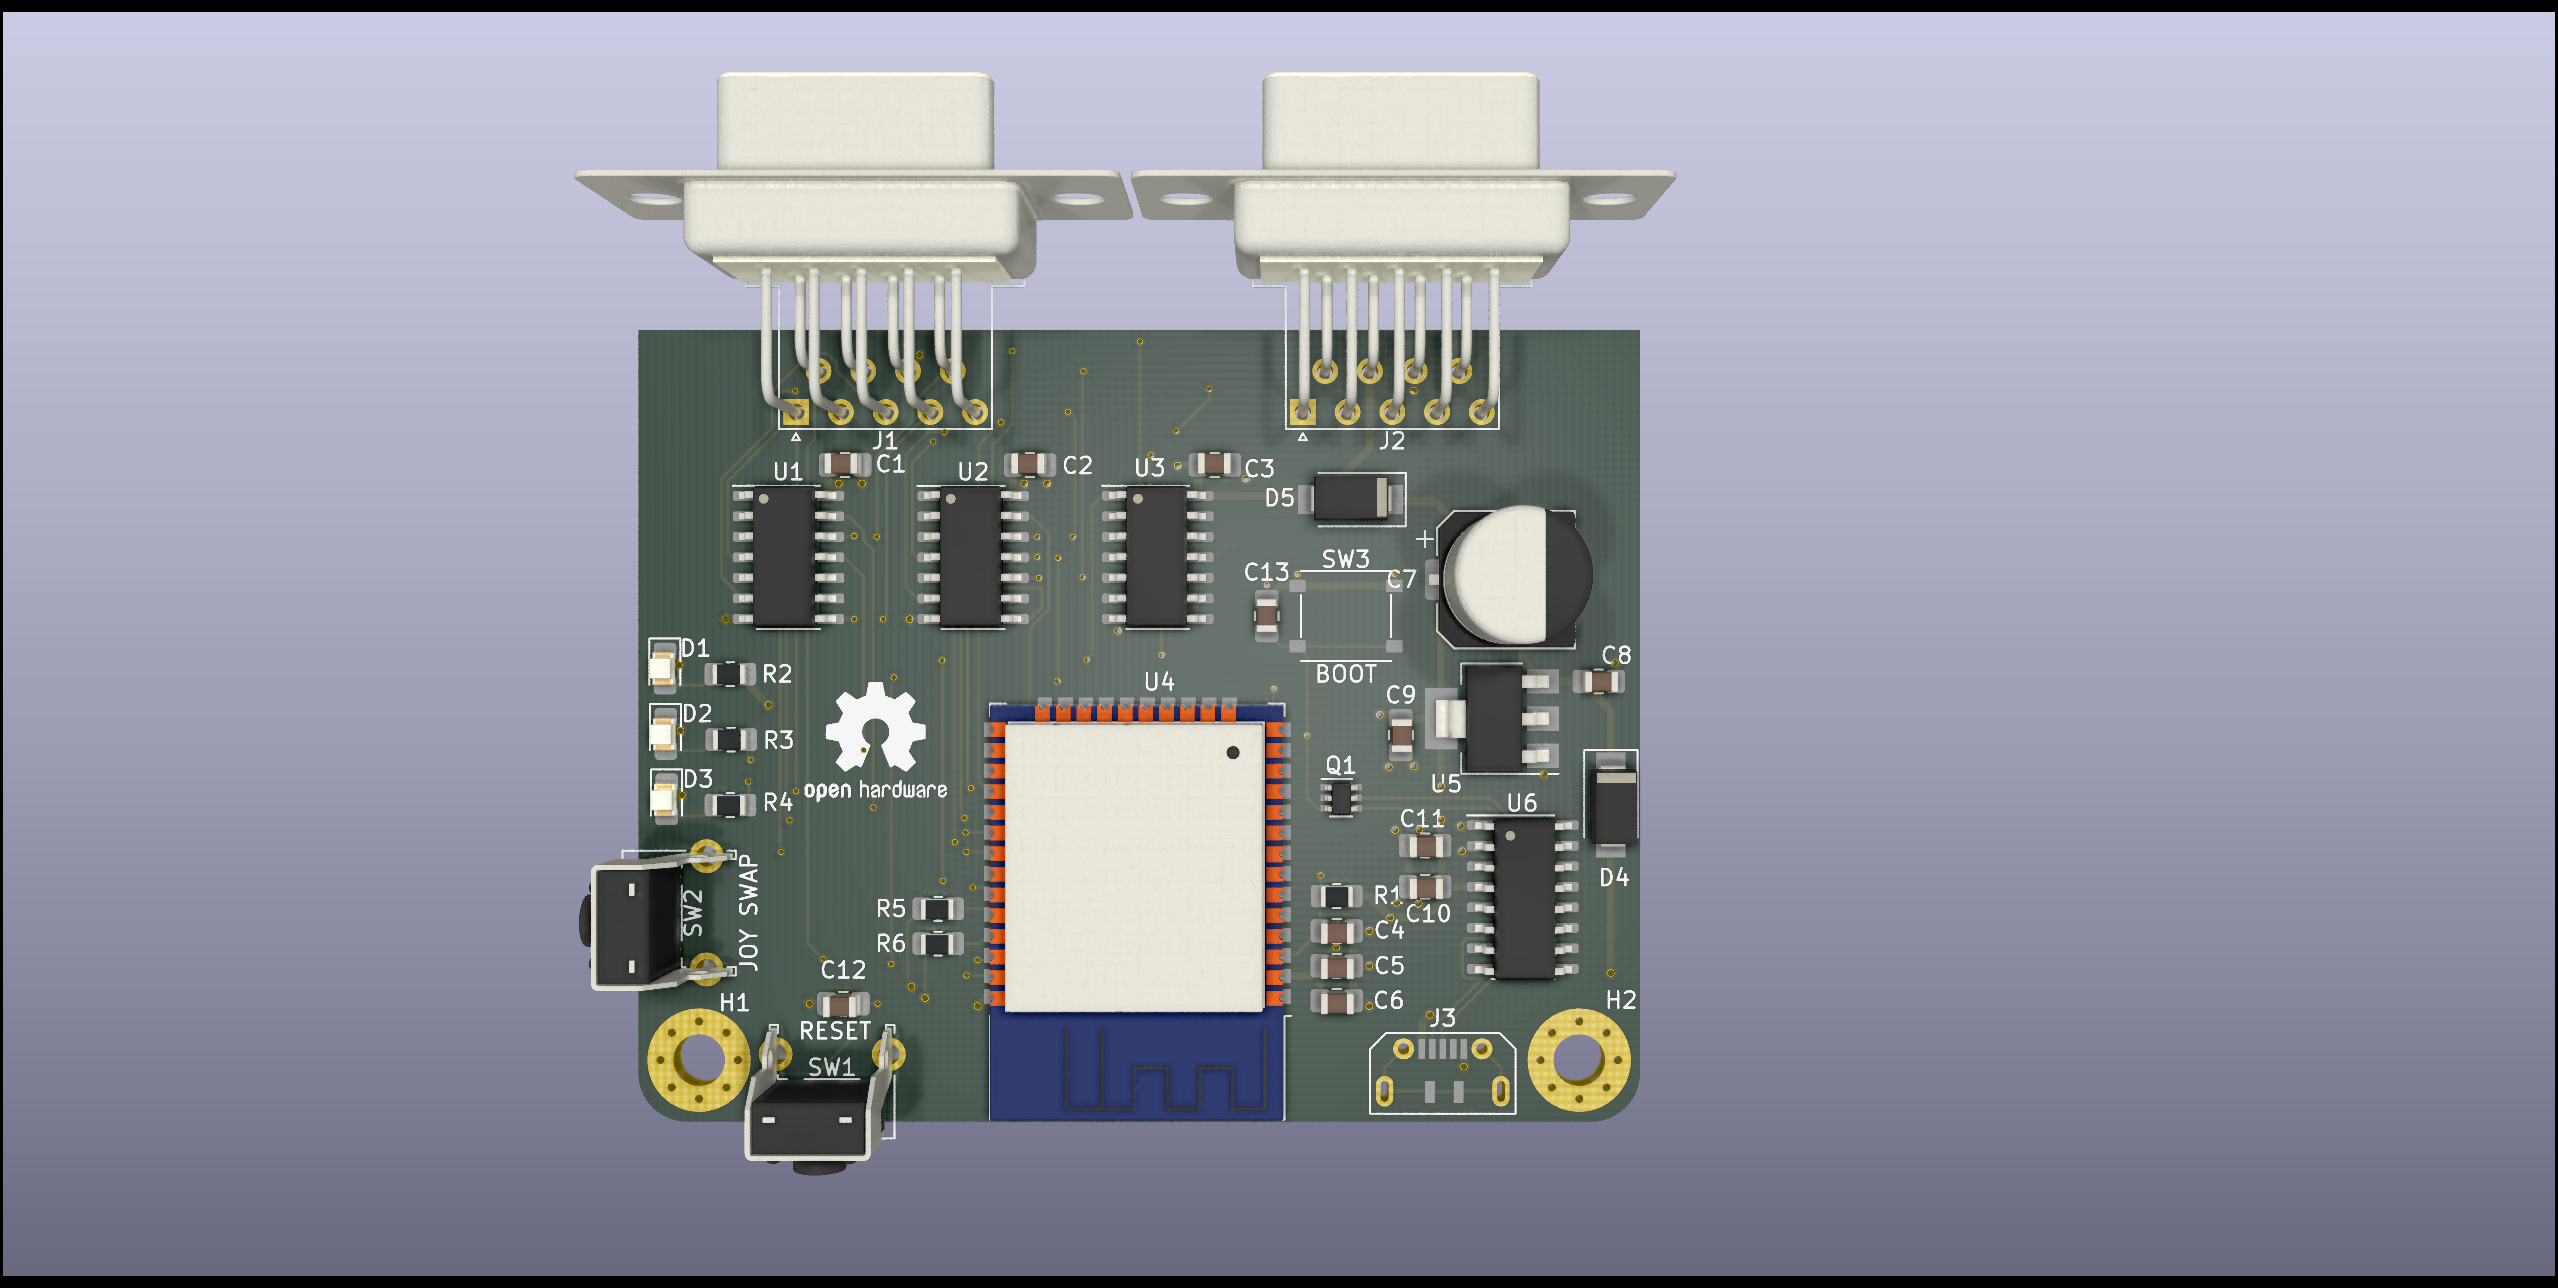 J1
J2
C1
C2
C3
U1
U2
U3
D5
+
SW3
C13
C7
BOOT
D1
R2
C8
U4
C9
D2
R3
Q1
D3
R4
open hardware
U5
U6
C11
D4
SW2
JOY SWAP
R5
R1
C10
R6
C4
C5
C12
C6
H1
H2
RESET
J3
SW1